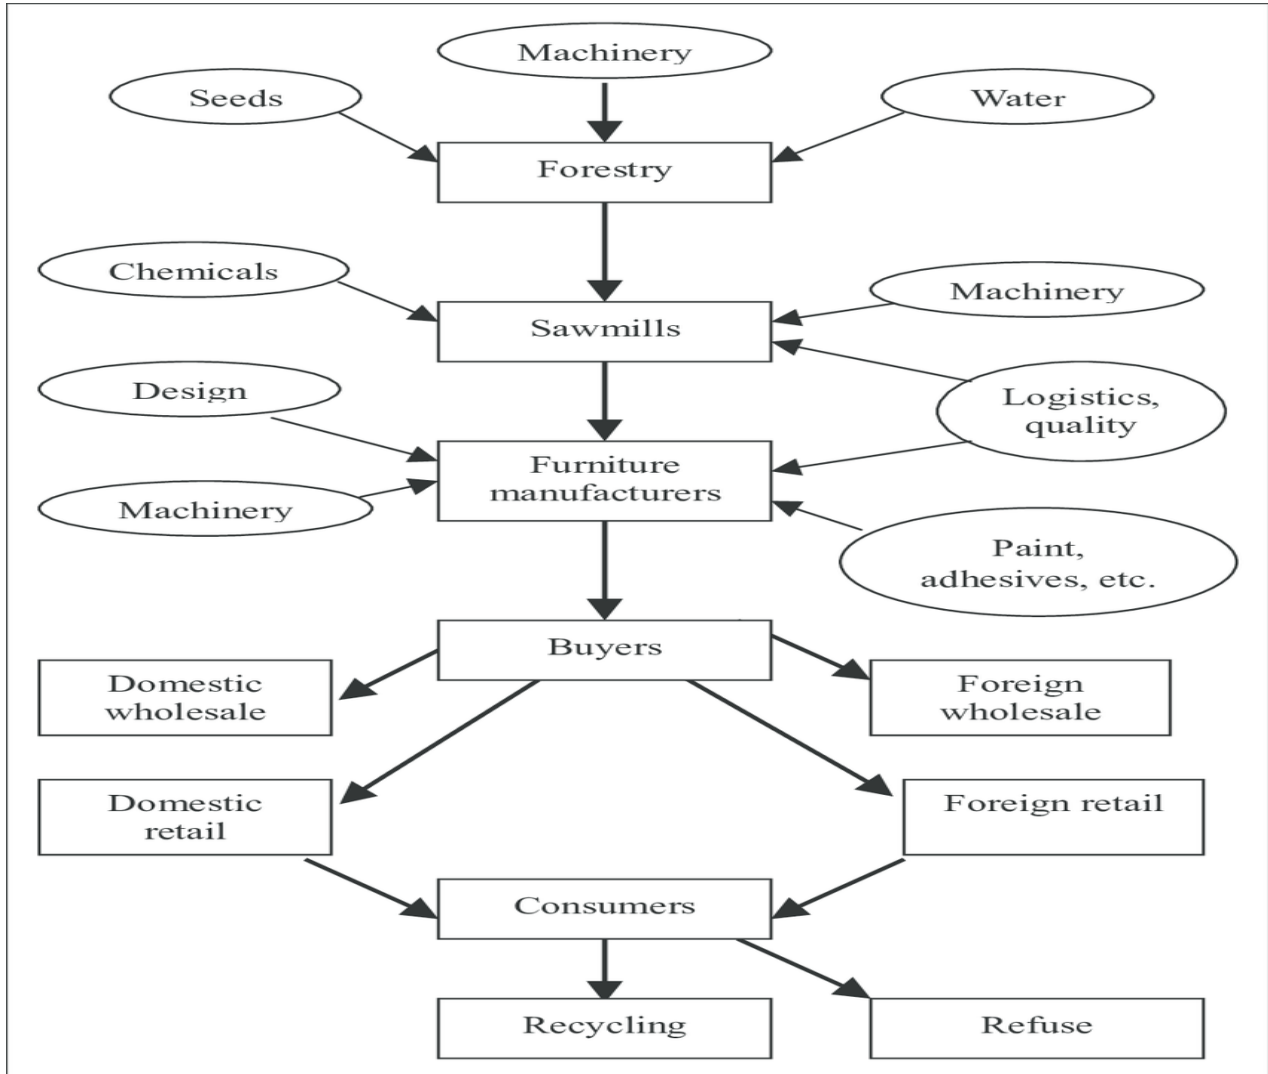 Machinery
Seeds
Water
Forestry
Chemicals
Machinery
Sawmills
Design
Logistics,
quality
Furniture
manufacturers
Machinery
Paint,
adhesives, etc.
Buyers
Domestic
wholesale
Foreign
wholesale
Domestic
retail
Foreign retail
Consumers
Recycling
Refuse